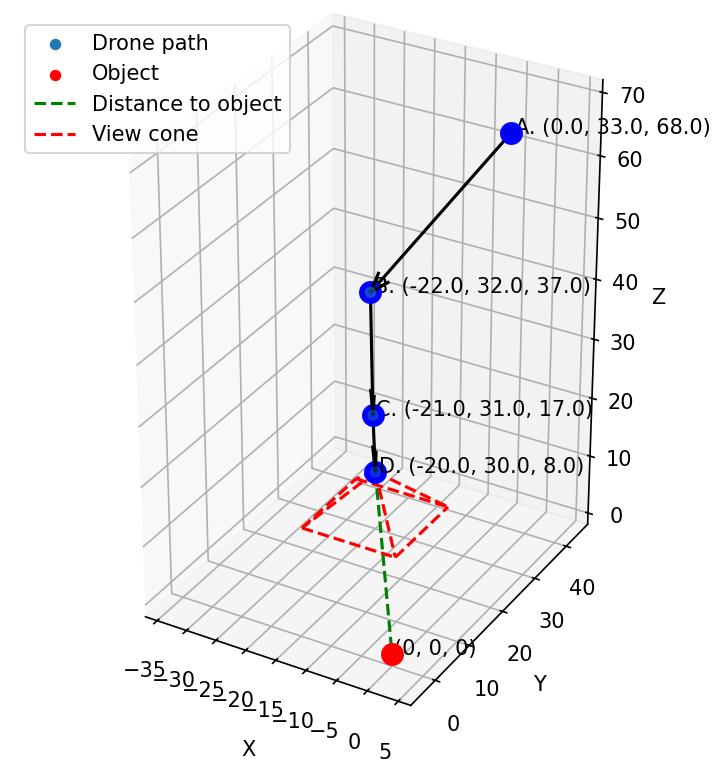 Drone path
Object
Distance to object
View cone
A. (0.0, 33.0, 68.0)
B. (-22.0, 32.0, 37.0)
C. (-21.0, 31.0, 17.0)
D. (-20.0, 30.0, 8.0)
(0, 0, 0)
70
60
50
40
30
20
10
0
Z
40
30
20
10
0
Y
−35
−30
−25
−20
−15
−10
−5
0
5
X